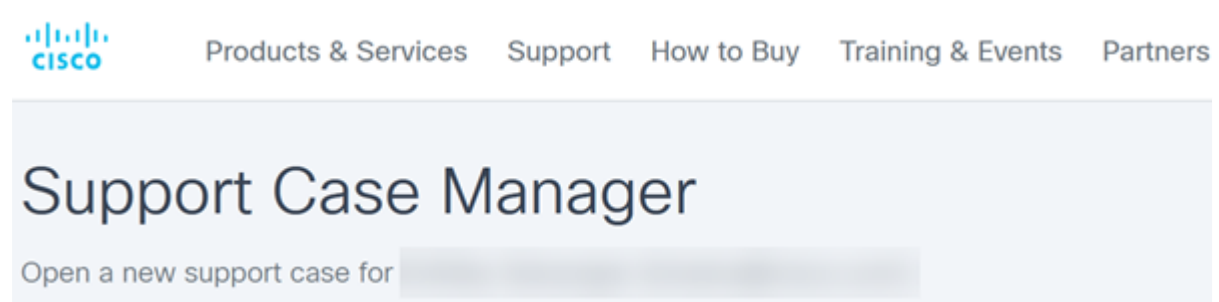 CISCO
Products & Services Support How to Buy Training & Events Partners
Support Case Manager
Open a new support case for